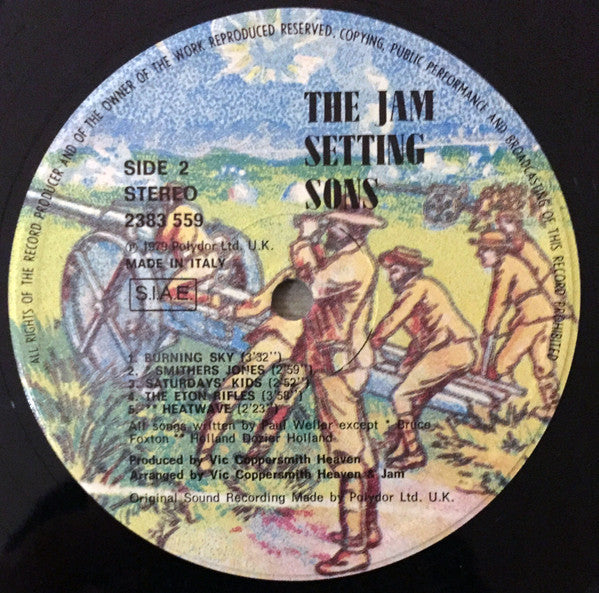 ALL RIGHTS OF THE RECORD PRODUCER AND OF THE OWNER OF THE WORK REPRODUCED RESERVED, COPYING, PUBLIC PERFORMANCE AND BROADCASTING OF THIS RECORD PROHIBITED
THE JAM
SETTING
SONS
SIDE 2
STEREO
2383 559
℗ 1979 Polydor Ltd. U.K.
MADE IN ITALY
S.I.A.E.
1. BURNING SKY (3'32")
2. * SMITHERS JONES (2'59")
3. SATURDAYS' KIDS (2'52")
4. THE ETON RIFLES (3'58")
5. ** HEATWAVE (2'23")
All songs written by Paul Weller except * Bruce
Foxton ** Holland Dozier Holland
Produced by Vic Coppersmith Heaven
Arranged by Vic Coppersmith Heaven & Jam
Original Sound Recording Made by Polydor Ltd. U.K.